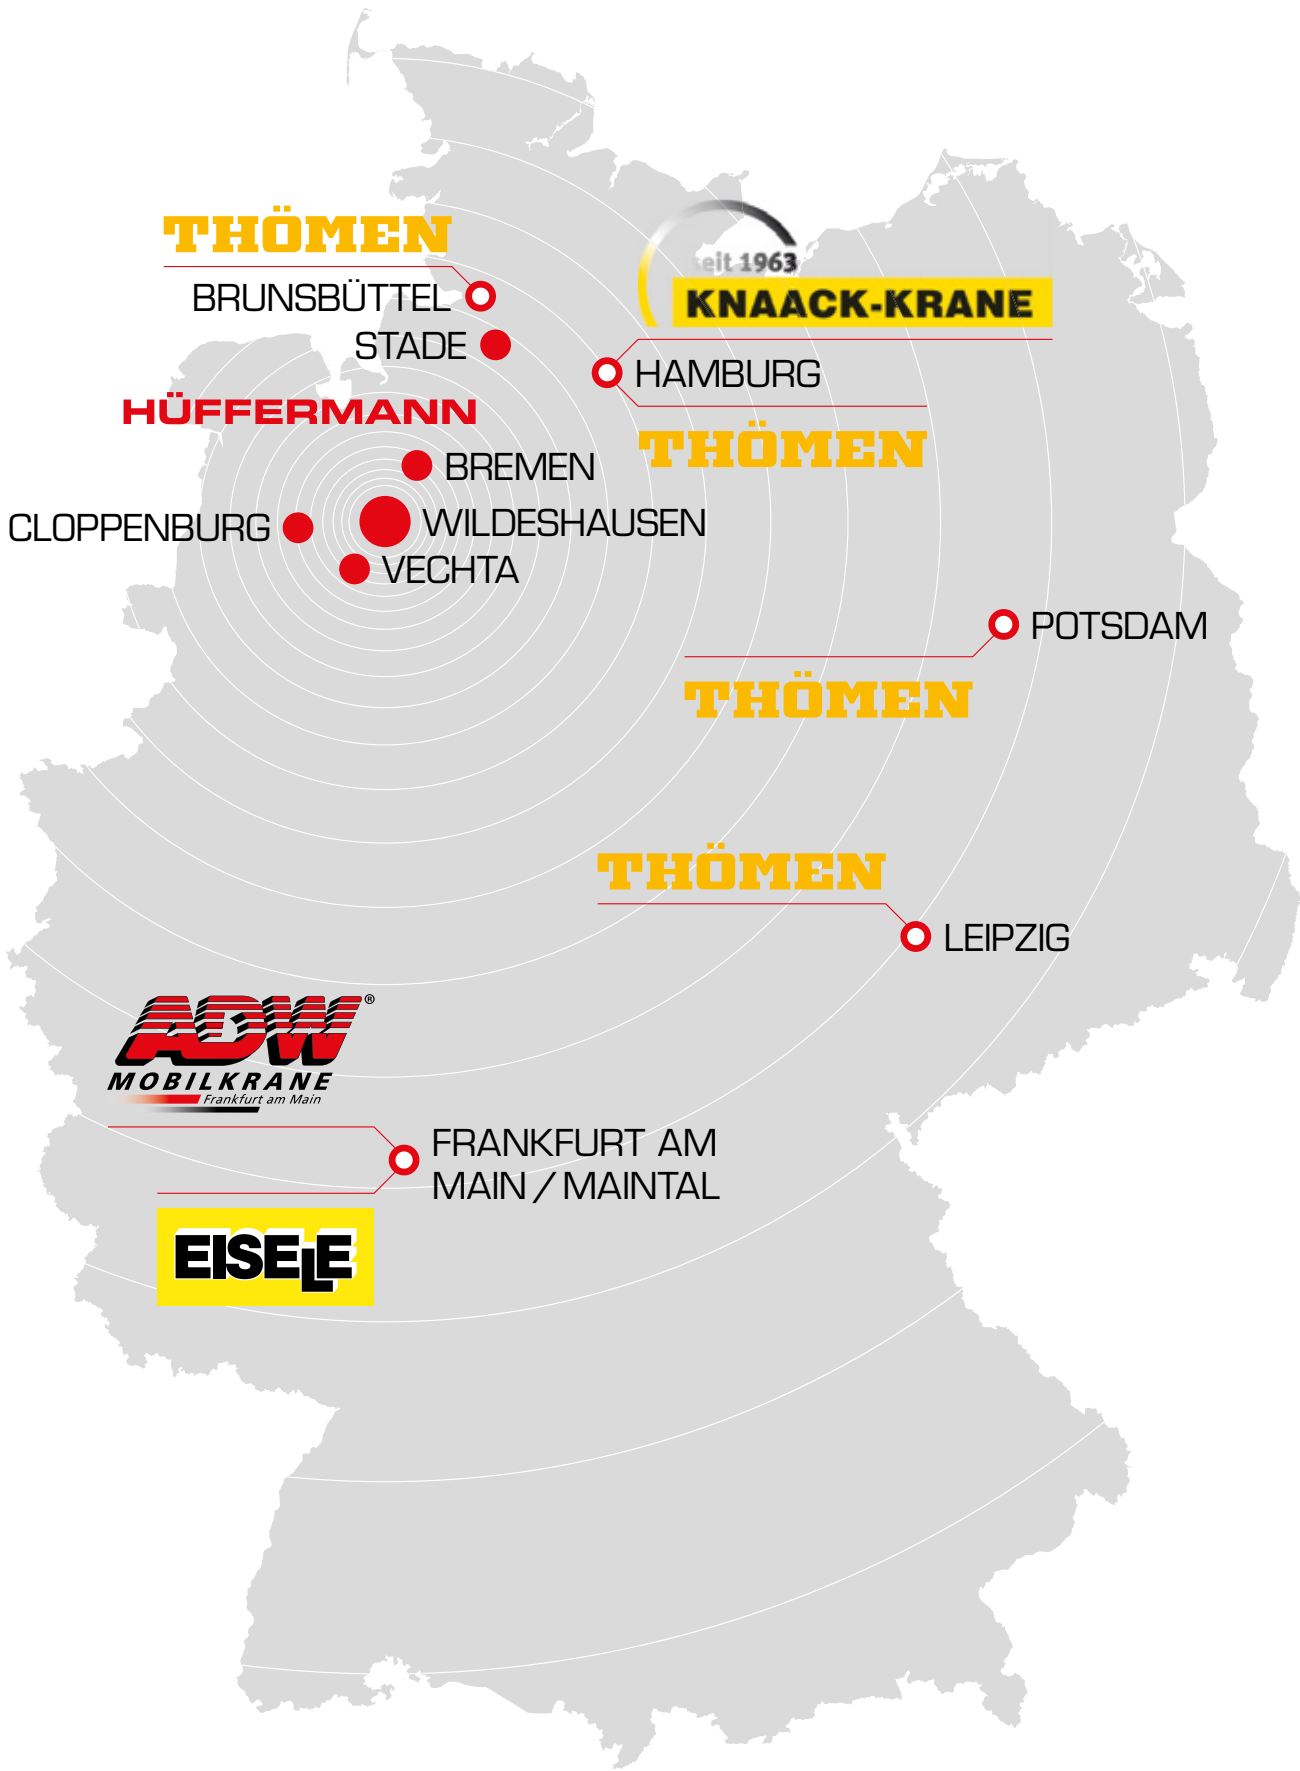 THÖMEN
BRUNSBÜTTEL
STADE
seit 1963
KNAACK-KRANE
HAMBURG
THÖMEN
HÜFFERMANN
BREMEN
CLOPPENBURG
WILDESHAUSEN
VECHTA
POTSDAM
THÖMEN
THÖMEN
LEIPZIG
ADW®
MOBILKRANE
Frankfurt am Main
FRANKFURT AM
MAIN / MAINTAL
EISELE